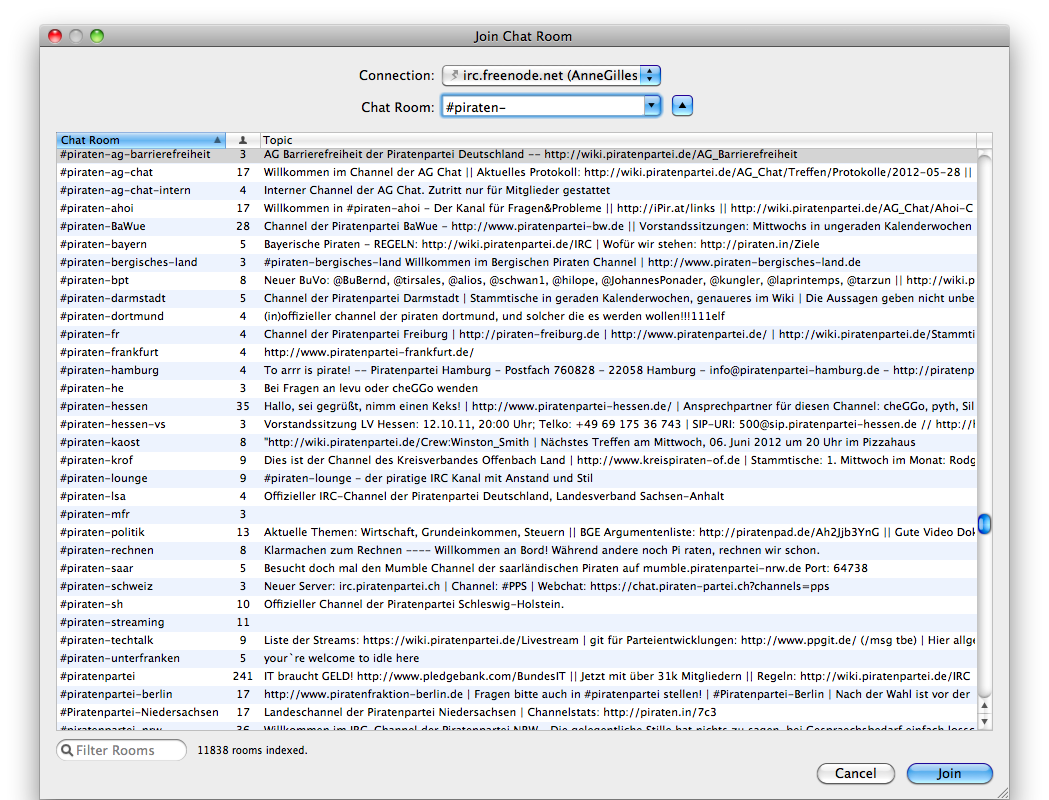 Join Chat Room
Connection: irc.freenode.net (AnneGilles
Chat Room: #piraten-
Chat Room Topic
#piraten-ag-barrierefreiheit 3 AG Barrierefreiheit der Piratenpartei Deutschland -- http://wiki.piratenpartei.de/AG_Barrierefreiheit
#piraten-ag-chat 17 Willkommen im Channel der AG Chat || Aktuelles Protokoll: http://wiki.piratenpartei.de/AG_Chat/Treffen/Protokolle/2012-05-28 ||
#piraten-ag-chat-intern 4 Interner Channel der AG Chat. Zutritt nur für Mitglieder gestattet
#piraten-ahoi 17 Willkommen in #piraten-ahoi - Der Kanal für Fragen&Probleme || http://iPir.at/links || http://wiki.piratenpartei.de/AG_Chat/Ahoi-C
#piraten-BaWue 28 Channel der Piratenpartei BaWue - http://www.piratenpartei-bw.de || Vorstandssitzungen: Mittwochs in ungeraden Kalenderwochen
#piraten-bayern 5 Bayerische Piraten - REGELN: http://wiki.piratenpartei.de/IRC | Wofür wir stehen: http://piraten.in/Ziele
#piraten-bergisches-land 3 #piraten-bergisches-land Willkommen im Bergischen Piraten Channel | http://www.piraten-bergisches-land.de
#piraten-bpt 8 Neuer BuVo: @BuBernd, @tirsales, @alios, @schwan1, @hilope, @JohannesPonader, @kungler, @laprintemps, @tarzun || http://wiki.p
#piraten-darmstadt 5 Channel der Piratenpartei Darmstadt | Stammtische in geraden Kalenderwochen, genaueres im Wiki | Die Aussagen geben nicht unbe
#piraten-dortmund 4 (in)offizieller channel der piraten dortmund, und solcher die es werden wollen!!!111elf
#piraten-fr 4 Channel der Piratenpartei Freiburg | http://piraten-freiburg.de | http://www.piratenpartei.de/ | http://wiki.piratenpartei.de/Stammti
#piraten-frankfurt 4 http://www.piratenpartei-frankfurt.de/
#piraten-hamburg 4 To arrr is pirate! -- Piratenpartei Hamburg - Postfach 760828 - 22058 Hamburg - info@piratenpartei-hamburg.de - http://piratenp
#piraten-he 3 Bei Fragen an levu oder cheGGo wenden
#piraten-hessen 35 Hallo, sei gegrüßt, nimm einen Keks! | http://www.piratenpartei-hessen.de/ | Ansprechpartner für diesen Channel: cheGGo, pyth, Sil
#piraten-hessen-vs 3 Vorstandssitzung LV Hessen: 12.10.11, 20:00 Uhr; Telko: +49 69 175 36 743 | SIP-URI: 500@sip.piratenpartei-hessen.de // http://
#piraten-kaost 8 "http://wiki.piratenpartei.de/Crew:Winston_Smith | Nächstes Treffen am Mittwoch, 06. Juni 2012 um 20 Uhr im Pizzahaus
#piraten-krof 9 Dies ist der Channel des Kreisverbandes Offenbach Land | http://www.kreispiraten-of.de | Stammtische: 1. Mittwoch im Monat: Rodg
#piraten-lounge 9 #piraten-lounge - der piratige IRC Kanal mit Anstand und Stil
#piraten-lsa 4 Offizieller IRC-Channel der Piratenpartei Deutschland, Landesverband Sachsen-Anhalt
#piraten-mfr 3
#piraten-politik 13 Aktuelle Themen: Wirtschaft, Grundeinkommen, Steuern || BGE Argumentenliste: http://piratenpad.de/Ah2Jjb3YnG || Gute Video Dok
#piraten-rechnen 8 Klarmachen zum Rechnen ---- Willkommen an Bord! Während andere noch Pi raten, rechnen wir schon.
#piraten-saar 5 Besucht doch mal den Mumble Channel der saarländischen Piraten auf mumble.piratenpartei-nrw.de Port: 64738
#piraten-schweiz 3 Neuer Server: irc.piratenpartei.ch | Channel: #PPS | Webchat: https://chat.piraten-partei.ch?channels=pps
#piraten-sh 10 Offizieller Channel der Piratenpartei Schleswig-Holstein.
#piraten-streaming 11
#piraten-techtalk 9 Liste der Streams: https://wiki.piratenpartei.de/Livestream | git für Parteientwicklungen: http://www.ppgit.de/ (/msg tbe) | Hier allge
#piraten-unterfranken 5 your`re welcome to idle here
#piratenpartei 241 IT braucht GELD! http://www.pledgebank.com/BundesIT || Jetzt mit über 31k Mitgliedern || Regeln: http://wiki.piratenpartei.de/IRC
#piratenpartei-berlin 17 http://www.piratenfraktion-berlin.de | Fragen bitte auch in #piratenpartei stellen! | #Piratenpartei-Berlin | Nach der Wahl ist vor der
#Piratenpartei-Niedersachsen 17 Landeschannel der Piratenpartei Niedersachsen | Channelstats: http://piraten.in/7c3
#piratenpartei-nrw 36 Willkommen im IRC-Channel der Piratenpartei NRW - Die gelegentliche Stille hat nichts zu sagen, bei Gespraechsbedarf einfach
Filter Rooms 11838 rooms indexed.
Cancel Join